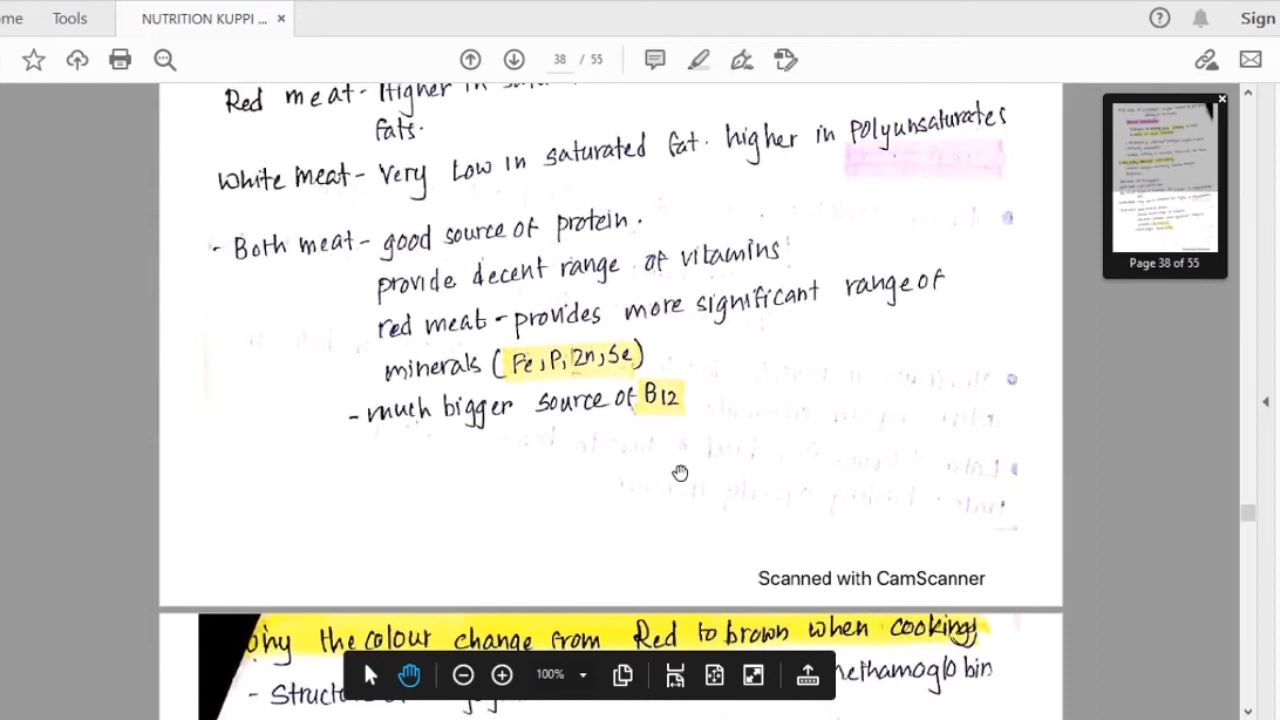 ome Tools NUTRITION KUPPI ... × Sign
38 / 55
Red meat - Higher in
fats.
White meat - Very Low in saturated fat. higher in Polyunsaturates
- Both meat - good source of protein.
provide decent range of vitamins
red meat - provides more significant range of
minerals (Fe, P, Zn, Se)
- much bigger source of B12
Scanned with CamScanner
Page 38 of 55
why the colour change from Red to brown when cooking
100%
methamoglobin